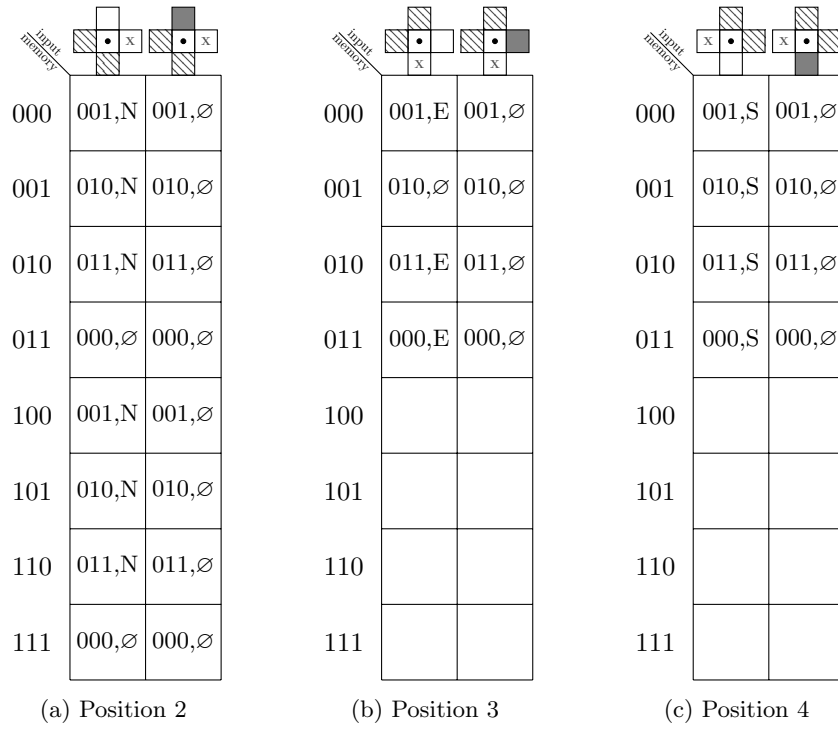 x x x x x x
input memory input memory input memory
000 001,N 001,∅ 000 001,E 001,∅ 000 001,S 001,∅
001 010,N 010,∅ 001 010,∅ 010,∅ 001 010,S 010,∅
010 011,N 011,∅ 010 011,E 011,∅ 010 011,S 011,∅
011 000,∅ 000,∅ 011 000,E 000,∅ 011 000,S 000,∅
100 001,N 001,∅ 100 100
101 010,N 010,∅ 101 101
110 011,N 011,∅ 110 110
111 000,∅ 000,∅ 111 111
(a) Position 2 (b) Position 3 (c) Position 4